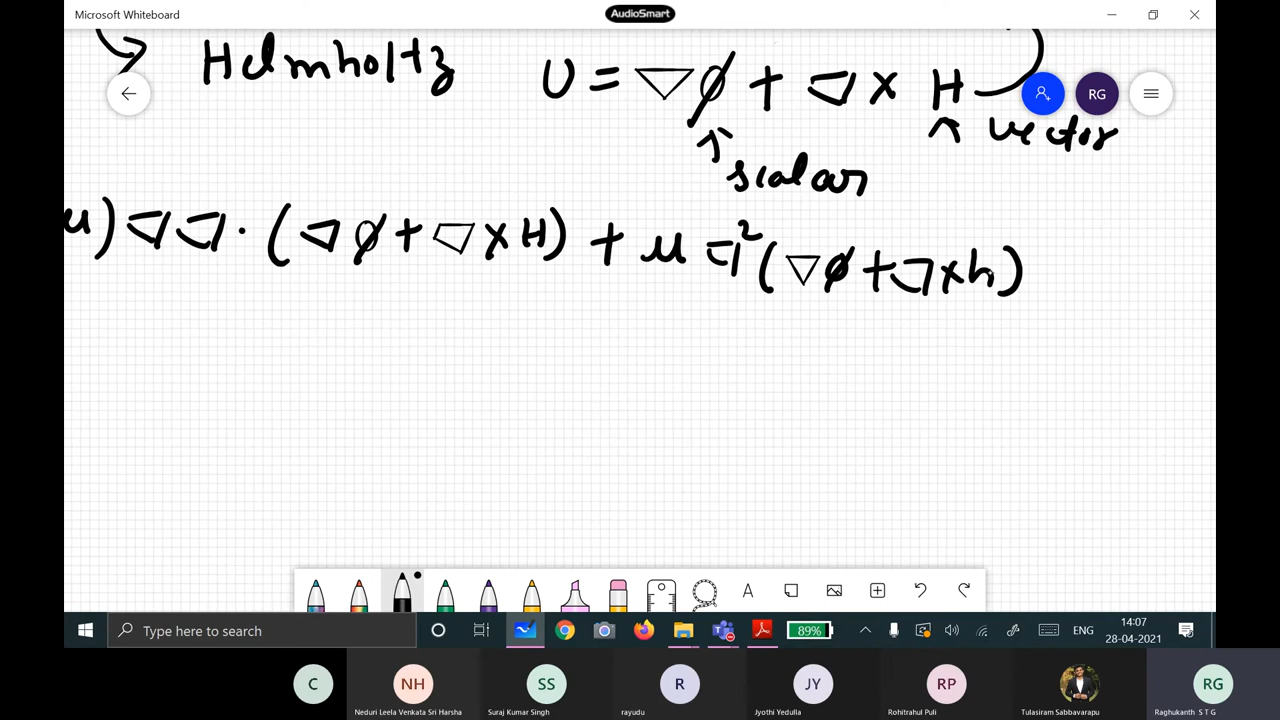 Microsoft Whiteboard
AudioSmart
Helmholtz U = ∇φ + ∇ x H
RG
↑ vector
↑ scalar
μ) ∇∇ · (∇φ + ∇ x H) + μ ∇² (∇φ + ∇ x h)
A
Type here to search
89%
ENG
14:07
28-04-2021
C NH SS R JY RP RG
Neduri Leela Venkata Sri Harsha Suraj Kumar Singh rayudu Jyothi Yedulla Rohitrahul Puli Tulasiram Sabbavarapu Raghukanth S T G